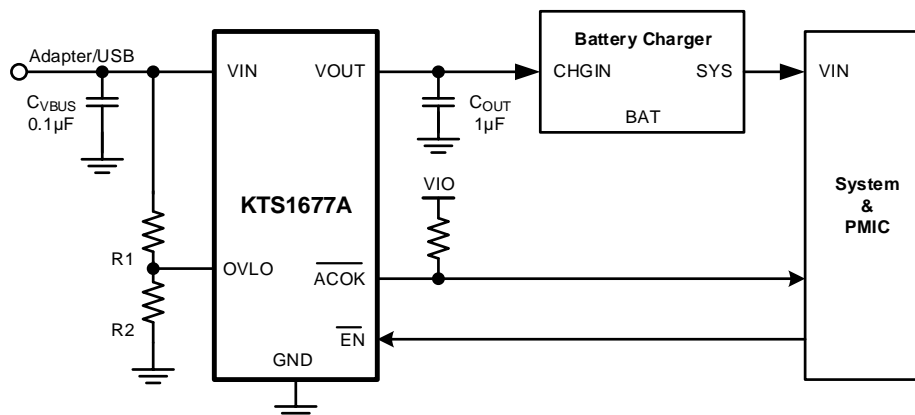 Adapter/USB
CVBUS
0.1µF
VIN
VOUT
KTS1677A
OVLO
ACOK
EN
GND
R1
R2
COUT
1µF
VIO
Battery Charger
CHGIN
SYS
BAT
VIN
System
&
PMIC